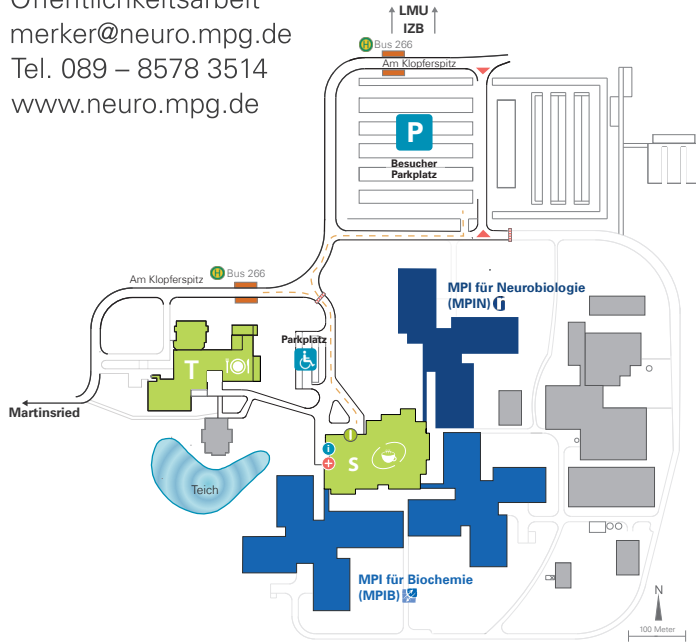 Öffentlichkeitsarbeit
merker@neuro.mpg.de
Tel. 089 – 8578 3514
www.neuro.mpg.de
LMU
IZB
H Bus 266
Am Klopferspitz
P
Besucher
Parkplatz
Am Klopferspitz
H Bus 266
MPI für Neurobiologie
(MPIN)
Parkplatz
T
Martinsried
i
S
Teich
MPI für Biochemie
(MPIB)
N
100 Meter